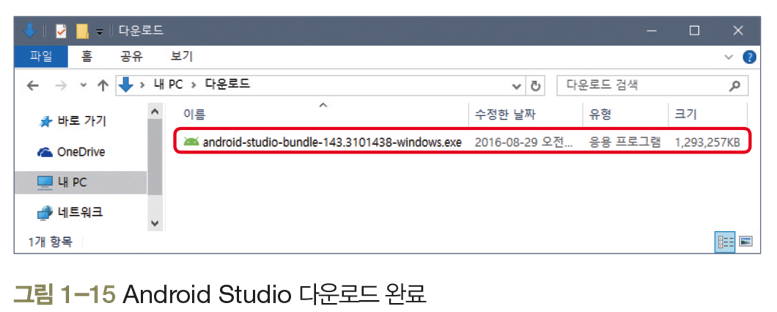 다운로드
파일 홈 공유 보기
내 PC > 다운로드 다운로드 검색
바로 가기
OneDrive
내 PC
네트워크
이름 수정한 날짜 유형 크기
android-studio-bundle-143.3101438-windows.exe 2016-08-29 오전... 응용 프로그램 1,293,257KB
1개 항목
그림 1-15 Android Studio 다운로드 완료